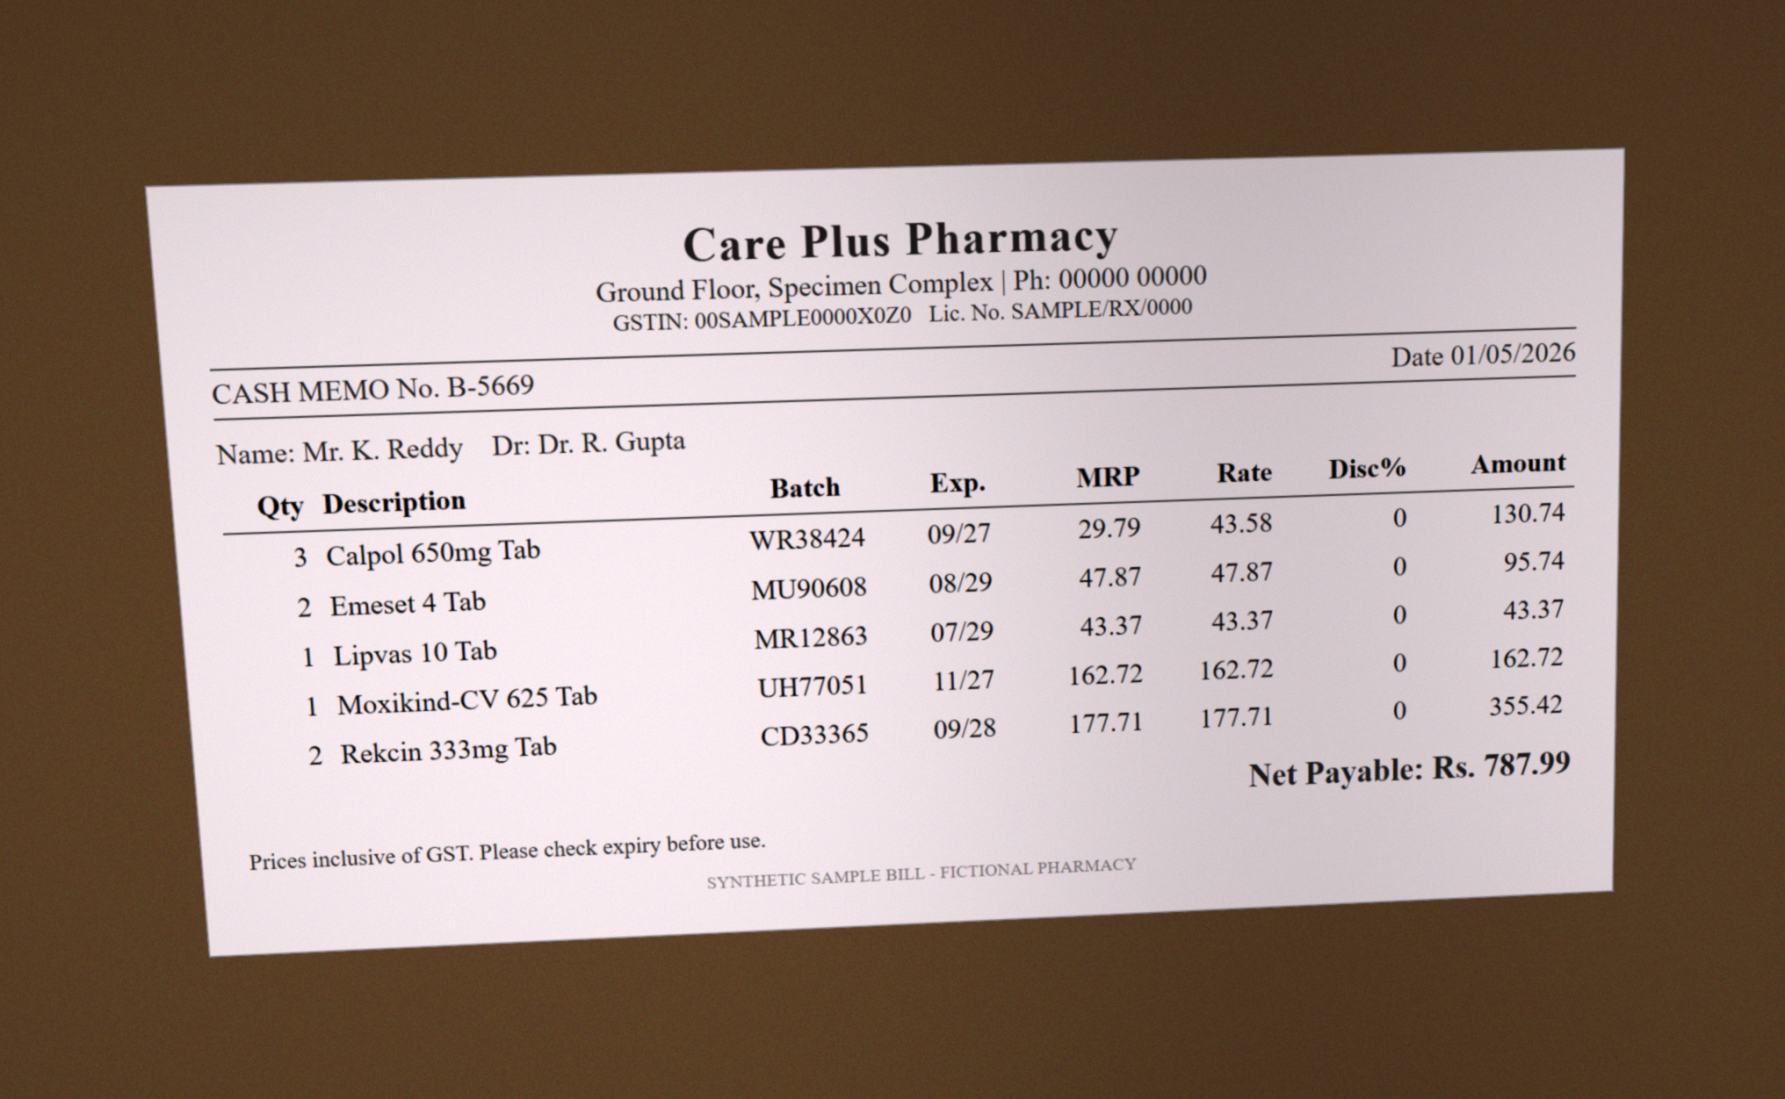 Care Plus Pharmacy
Ground Floor, Specimen Complex | Ph: 00000 00000
GSTIN: 00SAMPLE0000X0Z0 Lic. No. SAMPLE/RX/0000
CASH MEMO No. B-5669 Date 01/05/2026
Name: Mr. K. Reddy Dr: Dr. R. Gupta
Qty Description Batch Exp. MRP Rate Disc% Amount
3 Calpol 650mg Tab WR38424 09/27 29.79 43.58 0 130.74
2 Emeset 4 Tab MU90608 08/29 47.87 47.87 0 95.74
1 Lipvas 10 Tab MR12863 07/29 43.37 43.37 0 43.37
1 Moxikind-CV 625 Tab UH77051 11/27 162.72 162.72 0 162.72
2 Rekcin 333mg Tab CD33365 09/28 177.71 177.71 0 355.42
Net Payable: Rs. 787.99
Prices inclusive of GST. Please check expiry before use.
SYNTHETIC SAMPLE BILL - FICTIONAL PHARMACY